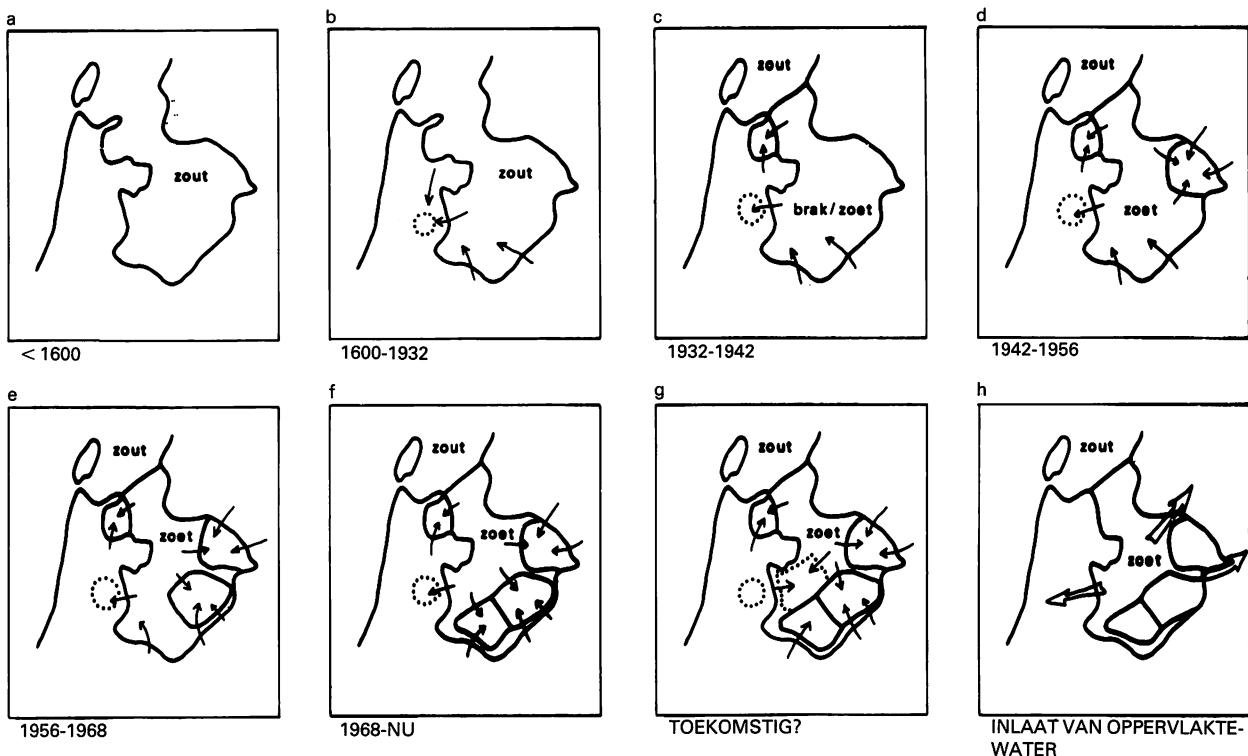 a
b
c
d
zout
zout
zout
zout
brak/zoet
zoet
< 1600
1600-1932
1932-1942
1942-1956
e
f
g
h
zout
zout
zout
zout
zoet
zoet
zoet
zoet
1956-1968
1968-NU
TOEKOMSTIG?
INLAAT VAN OPPERVLAKTE-
WATER